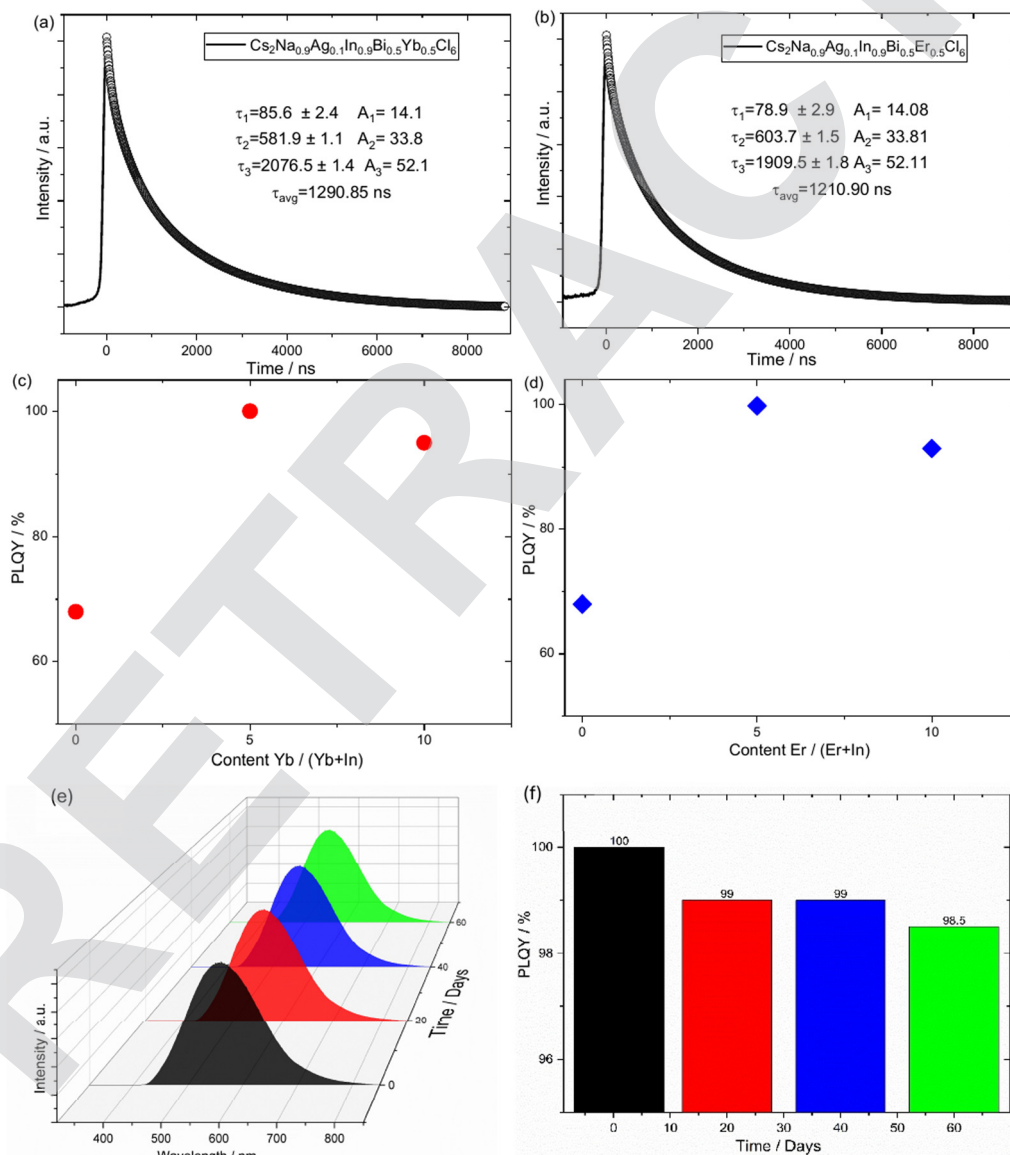 (a)
Cs₂Na₀.₉Ag₀.₁In₀.₉Bi₀.₅Yb₀.₅Cl₆
τ₁=85.6 ± 2.4 A₁= 14.1
τ₂=581.9 ± 1.1 A₂= 33.8
τ₃=2076.5 ± 1.4 A₃= 52.1
τavg=1290.85 ns
Intensity / a.u.
0 2000 4000 6000 8000
Time / ns
(b)
Cs₂Na₀.₉Ag₀.₁In₀.₉Bi₀.₅Er₀.₅Cl₆
τ₁=78.9 ± 2.9 A₁= 14.08
τ₂=603.7 ± 1.5 A₂= 33.81
τ₃=1909.5 ± 1.8 A₃= 52.11
τavg=1210.90 ns
Intensity / a.u.
0 2000 4000 6000 8000
Time / ns
(c)
100
80
60
PLQY / %
0 5 10
Content Yb / (Yb+In)
(d)
100
80
60
PLQY / %
0 5 10
Content Er / (Er+In)
(e)
Intensity / a.u.
400 500 600 700 800
Wavelength / nm
0
20
40
60
Time / Days
(f)
100
98
96
PLQY / %
100
99
99
98.5
0 10 20 30 40 50 60
Time / Days
RETRACT